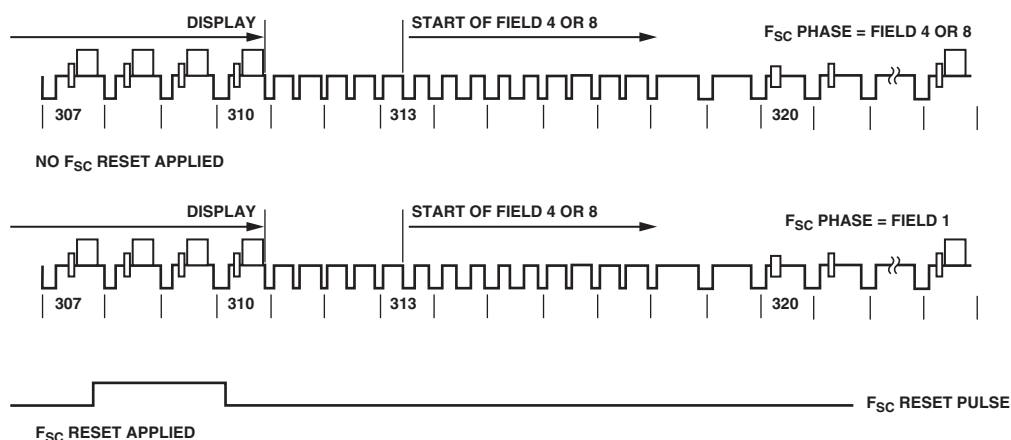 DISPLAY START OF FIELD 4 OR 8
FSC PHASE = FIELD 4 OR 8
307 310 313 320
NO FSC RESET APPLIED
DISPLAY START OF FIELD 4 OR 8
FSC PHASE = FIELD 1
307 310 313 320
FSC RESET PULSE
FSC RESET APPLIED